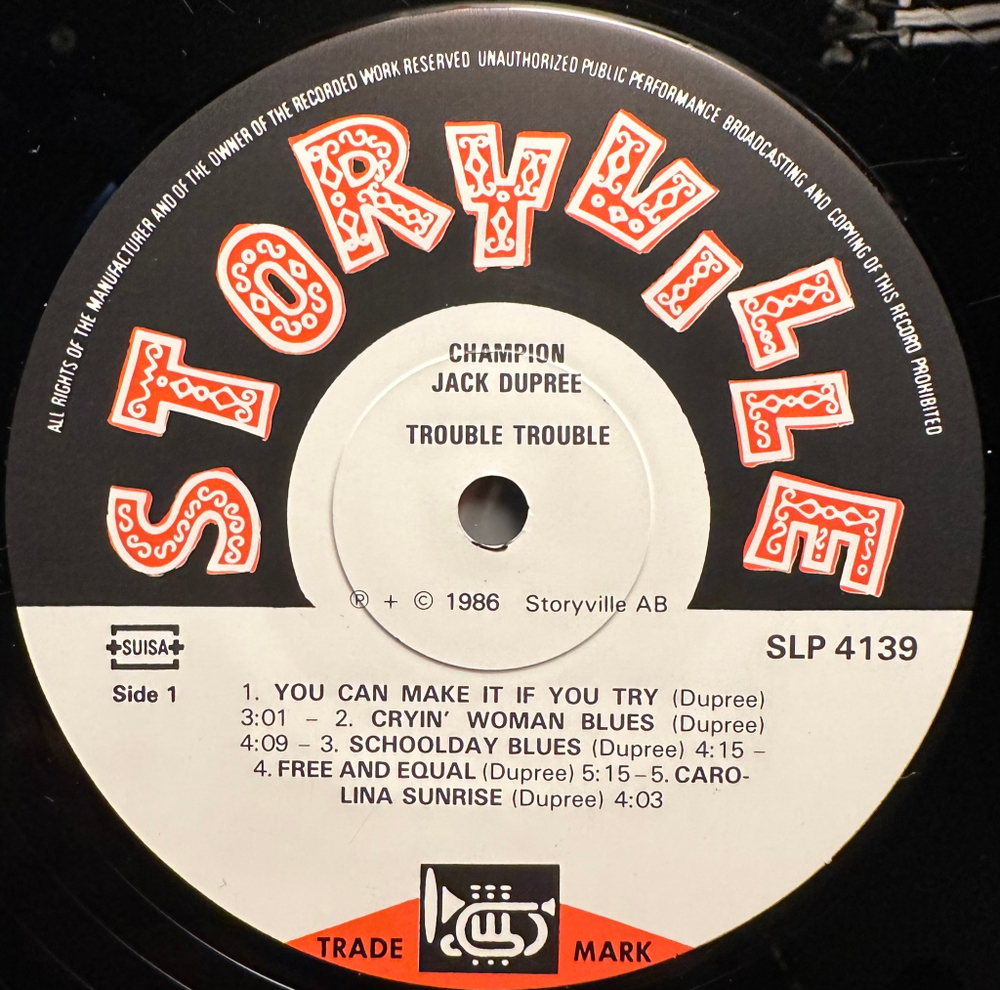 ALL RIGHTS OF THE MANUFACTURER AND OF THE OWNER OF THE RECORDED WORK RESERVED UNAUTHORIZED PUBLIC PERFORMANCE BROADCASTING AND COPYING OF THIS RECORD PROHIBITED
STORYVILLE
CHAMPION
JACK DUPREE
TROUBLE TROUBLE
℗ + © 1986 Storyville AB
SUISA
SLP 4139
Side 1
1. YOU CAN MAKE IT IF YOU TRY (Dupree)
3:01 – 2. CRYIN' WOMAN BLUES (Dupree)
4:09 – 3. SCHOOLDAY BLUES (Dupree) 4:15 –
4. FREE AND EQUAL (Dupree) 5:15 – 5. CARO-
LINA SUNRISE (Dupree) 4:03
TRADE MARK